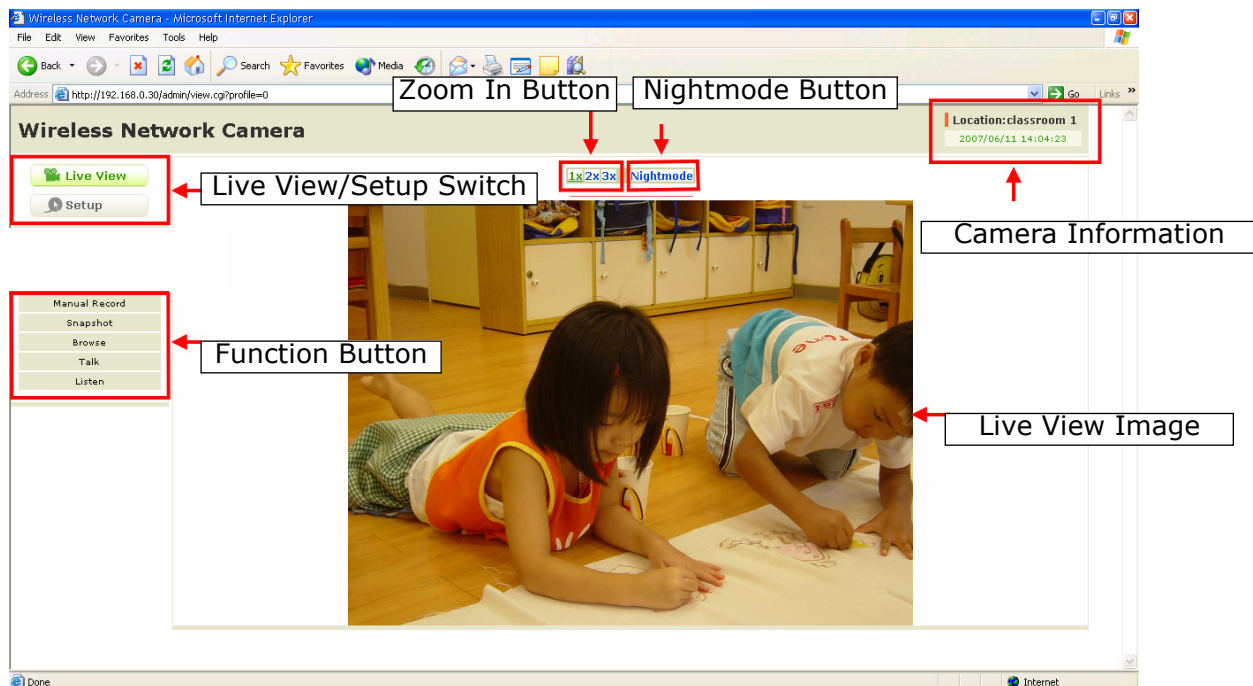 Wireless Network Camera - Microsoft Internet Explorer
File Edit View Favorites Tools Help
Back Search Favorites Media
Address http://192.168.0.30/admin/view.cgi?profile=0 Go Links »
Zoom In Button
Nightmode Button
Wireless Network Camera
Location:classroom 1
2007/06/11 14:04:23
Live View
Setup
Live View/Setup Switch
1x 2x 3x Nightmode
Camera Information
Manual Record
Snapshot
Browse
Talk
Listen
Function Button
Live View Image
Done Internet